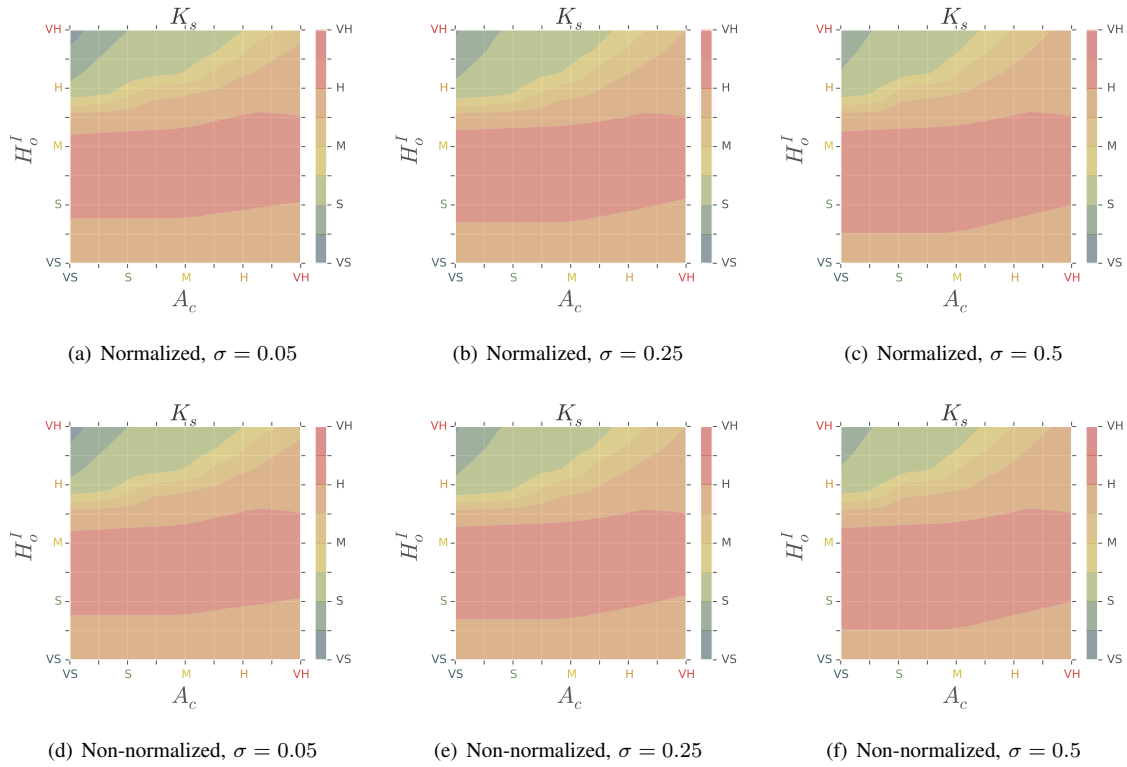 K_s K_s K_s
VH VH VH VH VH VH
H H H H H H
H_o^I M M H_o^I M M H_o^I M M
S S S S S S
VS VS VS VS VS VS
VS S M H VH VS S M H VH VS S M H VH
A_c A_c A_c
(a) Normalized, σ = 0.05 (b) Normalized, σ = 0.25 (c) Normalized, σ = 0.5
K_s K_s K_s
VH VH VH VH VH VH
H H H H H H
H_o^I M M H_o^I M M H_o^I M M
S S S S S S
VS VS VS VS VS VS
VS S M H VH VS S M H VH VS S M H VH
A_c A_c A_c
(d) Non-normalized, σ = 0.05 (e) Non-normalized, σ = 0.25 (f) Non-normalized, σ = 0.5